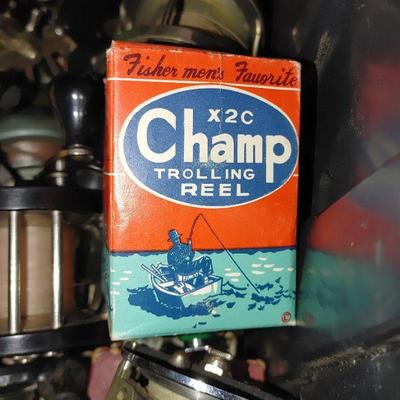 Fisher men's Favorite
X2C
Champ
TROLLING
REEL